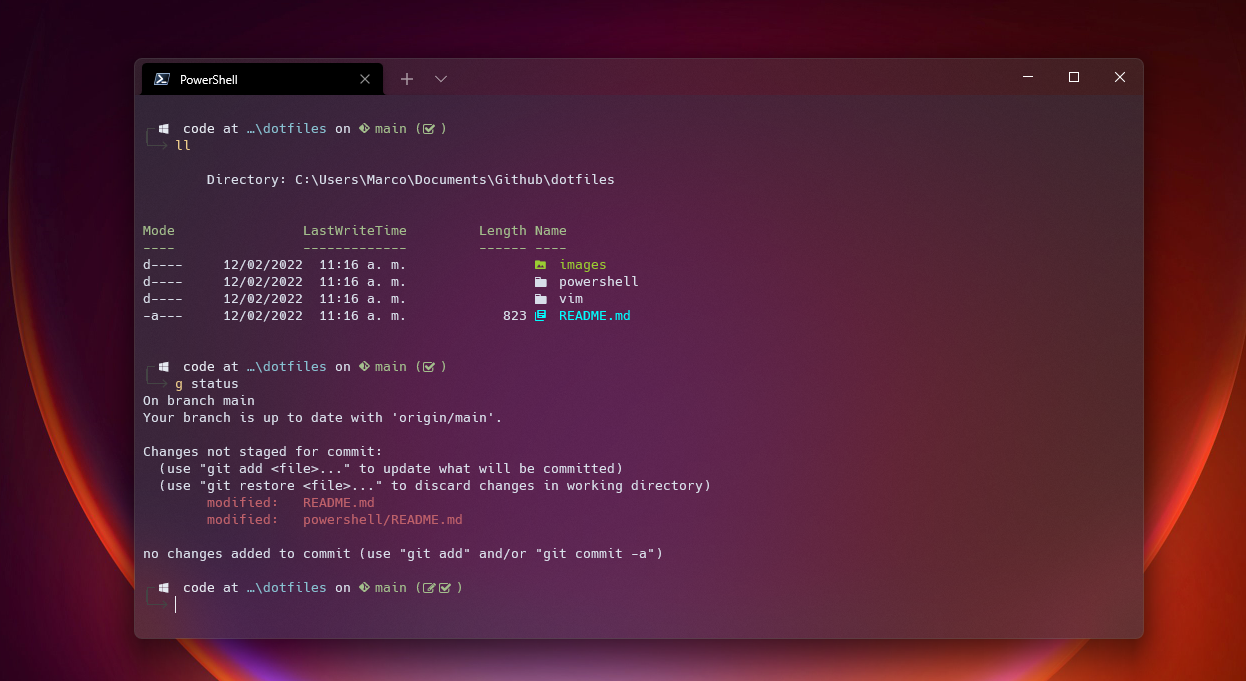 PowerShell
code at …\dotfiles on main ( )
ll
Directory: C:\Users\Marco\Documents\Github\dotfiles
Mode LastWriteTime Length Name
---- ------------- ------ ----
d---- 12/02/2022 11:16 a. m. images
d---- 12/02/2022 11:16 a. m. powershell
d---- 12/02/2022 11:16 a. m. vim
-a--- 12/02/2022 11:16 a. m. 823 README.md
code at …\dotfiles on main ( )
g status
On branch main
Your branch is up to date with 'origin/main'.
Changes not staged for commit:
(use "git add <file>..." to update what will be committed)
(use "git restore <file>..." to discard changes in working directory)
modified: README.md
modified: powershell/README.md
no changes added to commit (use "git add" and/or "git commit -a")
code at …\dotfiles on main ( )